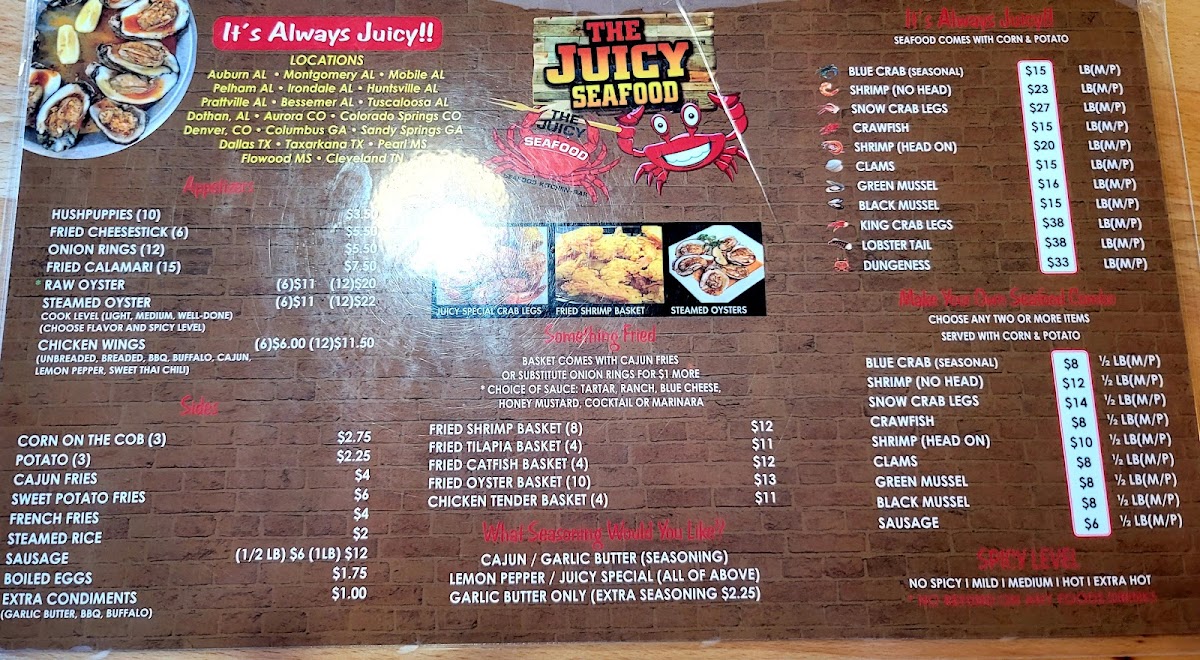 It's Always Juicy!!
LOCATIONS
Auburn AL • Montgomery AL • Mobile AL
Pelham AL • Irondale AL • Huntsville AL
Prattville AL • Bessemer AL • Tuscaloosa AL
Dothan, AL • Aurora CO • Colorado Springs CO
Denver, CO • Columbus GA • Sandy Springs GA
Dallas TX • Taxarkana TX • Pearl MS
Flowood MS • Cleveland TN
Appetizers
HUSHPUPPIES (10) $3.50
FRIED CHEESESTICK (6) $5.50
ONION RINGS (12) $5.50
FRIED CALAMARI (15) $7.50
* RAW OYSTER (6)$11 (12)$20
STEAMED OYSTER (6)$11 (12)$22
COOK LEVEL (LIGHT, MEDIUM, WELL-DONE)
(CHOOSE FLAVOR AND SPICY LEVEL)
CHICKEN WINGS (6)$6.00 (12)$11.50
(UNBREADED, BREADED, BBQ, BUFFALO, CAJUN,
LEMON PEPPER, SWEET THAI CHILI)
Sides
CORN ON THE COB (3) $2.75
POTATO (3) $2.25
CAJUN FRIES $4
SWEET POTATO FRIES $6
FRENCH FRIES $4
STEAMED RICE $2
SAUSAGE (1/2 LB) $6 (1LB) $12
BOILED EGGS $1.75
EXTRA CONDIMENTS $1.00
(GARLIC BUTTER, BBQ, BUFFALO)
THE
JUICY
SEAFOOD
THE
JUICY
SEAFOOD
SEAFOOD KITCHEN·BAR
JUICY SPECIAL CRAB LEGS
FRIED SHRIMP BASKET
STEAMED OYSTERS
Something Fried
BASKET COMES WITH CAJUN FRIES
OR SUBSTITUTE ONION RINGS FOR $1 MORE
* CHOICE OF SAUCE: TARTAR, RANCH, BLUE CHEESE,
HONEY MUSTARD, COCKTAIL OR MARINARA
FRIED SHRIMP BASKET (8) $12
FRIED TILAPIA BASKET (4) $11
FRIED CATFISH BASKET (4) $12
FRIED OYSTER BASKET (10) $13
CHICKEN TENDER BASKET (4) $11
What Seasoning Would You Like?
CAJUN / GARLIC BUTTER (SEASONING)
LEMON PEPPER / JUICY SPECIAL (ALL OF ABOVE)
GARLIC BUTTER ONLY (EXTRA SEASONING $2.25)
It's Always Juicy!!
SEAFOOD COMES WITH CORN & POTATO
BLUE CRAB (SEASONAL) $15 LB(M/P)
SHRIMP (NO HEAD) $23 LB(M/P)
SNOW CRAB LEGS $27 LB(M/P)
CRAWFISH $15 LB(M/P)
SHRIMP (HEAD ON) $20 LB(M/P)
CLAMS $15 LB(M/P)
GREEN MUSSEL $16 LB(M/P)
BLACK MUSSEL $15 LB(M/P)
KING CRAB LEGS $38 LB(M/P)
LOBSTER TAIL $38 LB(M/P)
DUNGENESS $33 LB(M/P)
Make Your Own Seafood Combo
CHOOSE ANY TWO OR MORE ITEMS
SERVED WITH CORN & POTATO
BLUE CRAB (SEASONAL) $8 ½ LB(M/P)
SHRIMP (NO HEAD) $12 ½ LB(M/P)
SNOW CRAB LEGS $14 ½ LB(M/P)
CRAWFISH $8 ½ LB(M/P)
SHRIMP (HEAD ON) $10 ½ LB(M/P)
CLAMS $8 ½ LB(M/P)
GREEN MUSSEL $8 ½ LB(M/P)
BLACK MUSSEL $8 ½ LB(M/P)
SAUSAGE $6 ½ LB(M/P)
SPICY LEVEL
NO SPICY | MILD | MEDIUM | HOT | EXTRA HOT